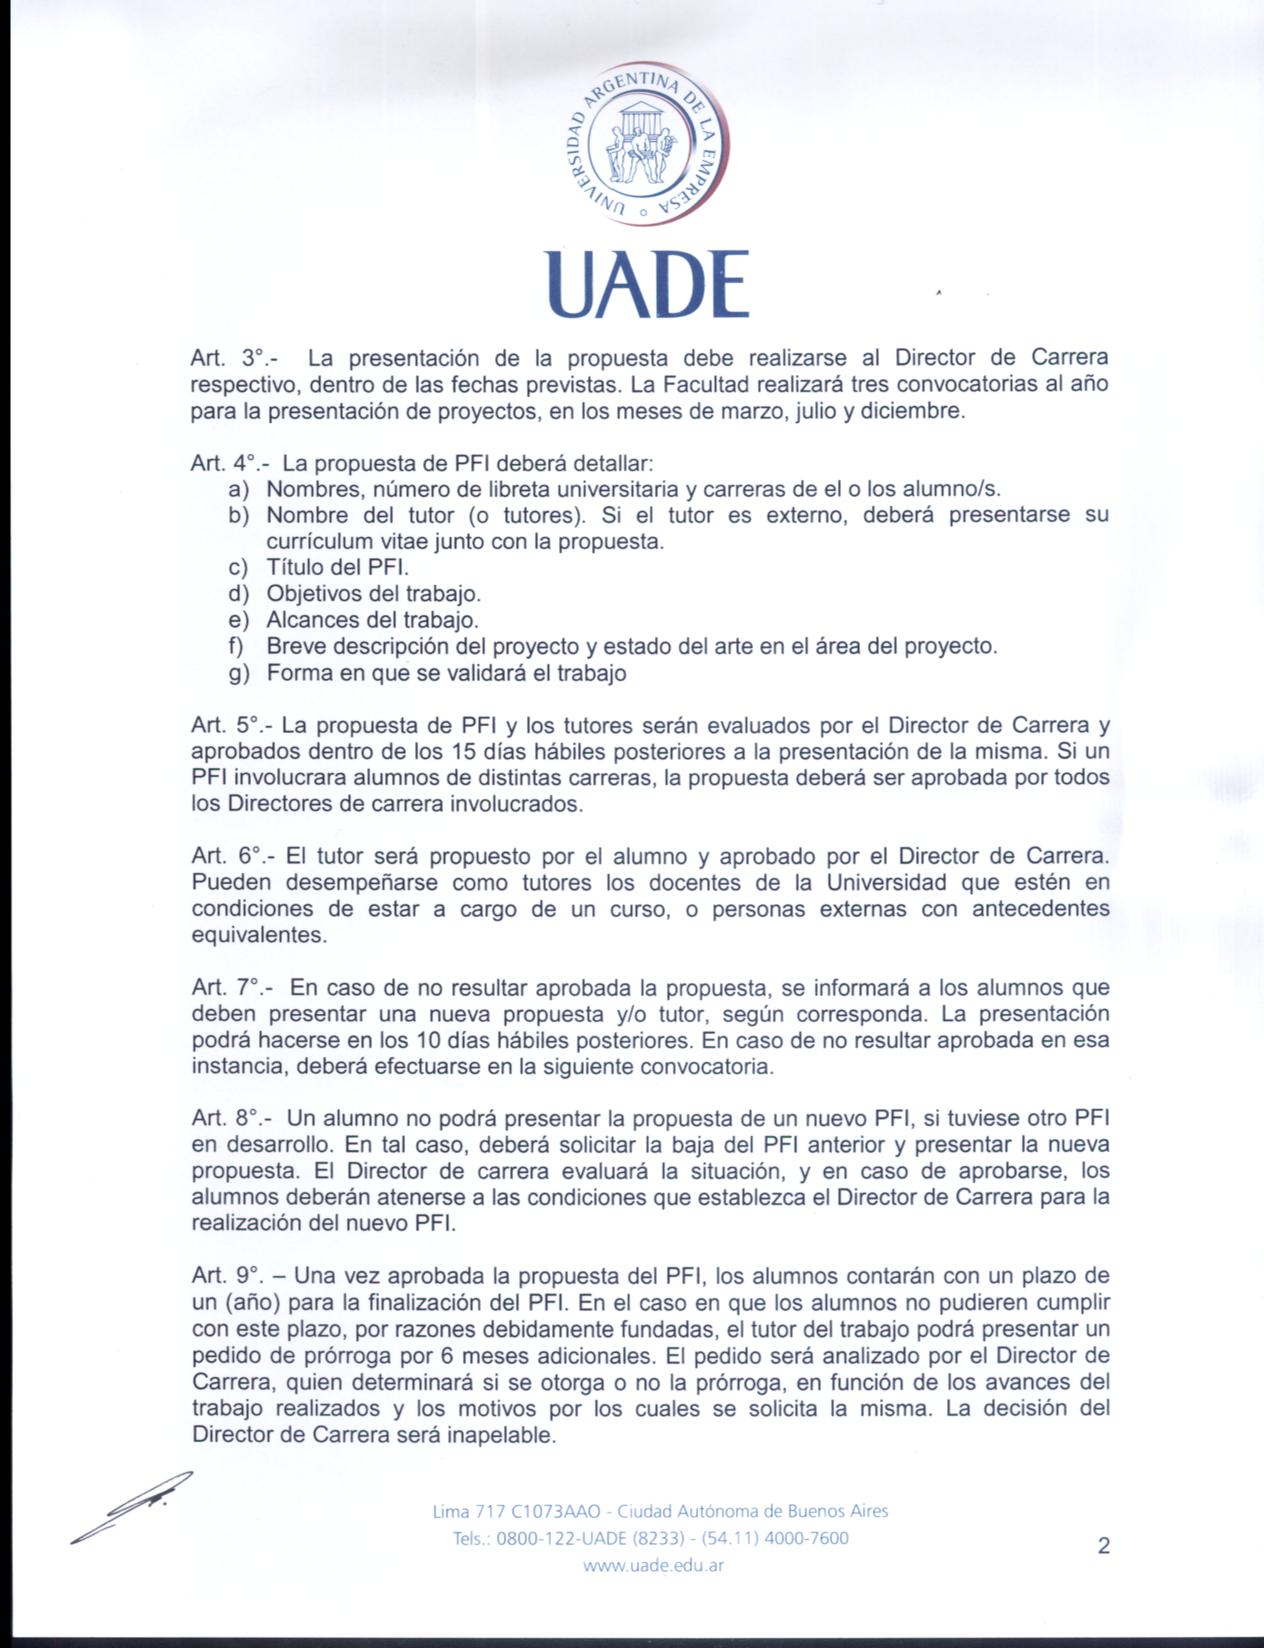 UNIVERSIDAD ARGENTINA DE LA EMPRESA
UADE
Art. 3°.- La presentación de la propuesta debe realizarse al Director de Carrera
respectivo, dentro de las fechas previstas. La Facultad realizará tres convocatorias al año
para la presentación de proyectos, en los meses de marzo, julio y diciembre.
Art. 4°.- La propuesta de PFI deberá detallar:
a) Nombres, número de libreta universitaria y carreras de el o los alumno/s.
b) Nombre del tutor (o tutores). Si el tutor es externo, deberá presentarse su
currículum vitae junto con la propuesta.
c) Título del PFI.
d) Objetivos del trabajo.
e) Alcances del trabajo.
f) Breve descripción del proyecto y estado del arte en el área del proyecto.
g) Forma en que se validará el trabajo
Art. 5°.- La propuesta de PFI y los tutores serán evaluados por el Director de Carrera y
aprobados dentro de los 15 días hábiles posteriores a la presentación de la misma. Si un
PFI involucrara alumnos de distintas carreras, la propuesta deberá ser aprobada por todos
los Directores de carrera involucrados.
Art. 6°.- El tutor será propuesto por el alumno y aprobado por el Director de Carrera.
Pueden desempeñarse como tutores los docentes de la Universidad que estén en
condiciones de estar a cargo de un curso, o personas externas con antecedentes
equivalentes.
Art. 7°.- En caso de no resultar aprobada la propuesta, se informará a los alumnos que
deben presentar una nueva propuesta y/o tutor, según corresponda. La presentación
podrá hacerse en los 10 días hábiles posteriores. En caso de no resultar aprobada en esa
instancia, deberá efectuarse en la siguiente convocatoria.
Art. 8°.- Un alumno no podrá presentar la propuesta de un nuevo PFI, si tuviese otro PFI
en desarrollo. En tal caso, deberá solicitar la baja del PFI anterior y presentar la nueva
propuesta. El Director de carrera evaluará la situación, y en caso de aprobarse, los
alumnos deberán atenerse a las condiciones que establezca el Director de Carrera para la
realización del nuevo PFI.
Art. 9°. – Una vez aprobada la propuesta del PFI, los alumnos contarán con un plazo de
un (año) para la finalización del PFI. En el caso en que los alumnos no pudieren cumplir
con este plazo, por razones debidamente fundadas, el tutor del trabajo podrá presentar un
pedido de prórroga por 6 meses adicionales. El pedido será analizado por el Director de
Carrera, quien determinará si se otorga o no la prórroga, en función de los avances del
trabajo realizados y los motivos por los cuales se solicita la misma. La decisión del
Director de Carrera será inapelable.
Lima 717 C1073AAO - Ciudad Autónoma de Buenos Aires
Tels.: 0800-122-UADE (8233) - (54.11) 4000-7600
www.uade.edu.ar
2